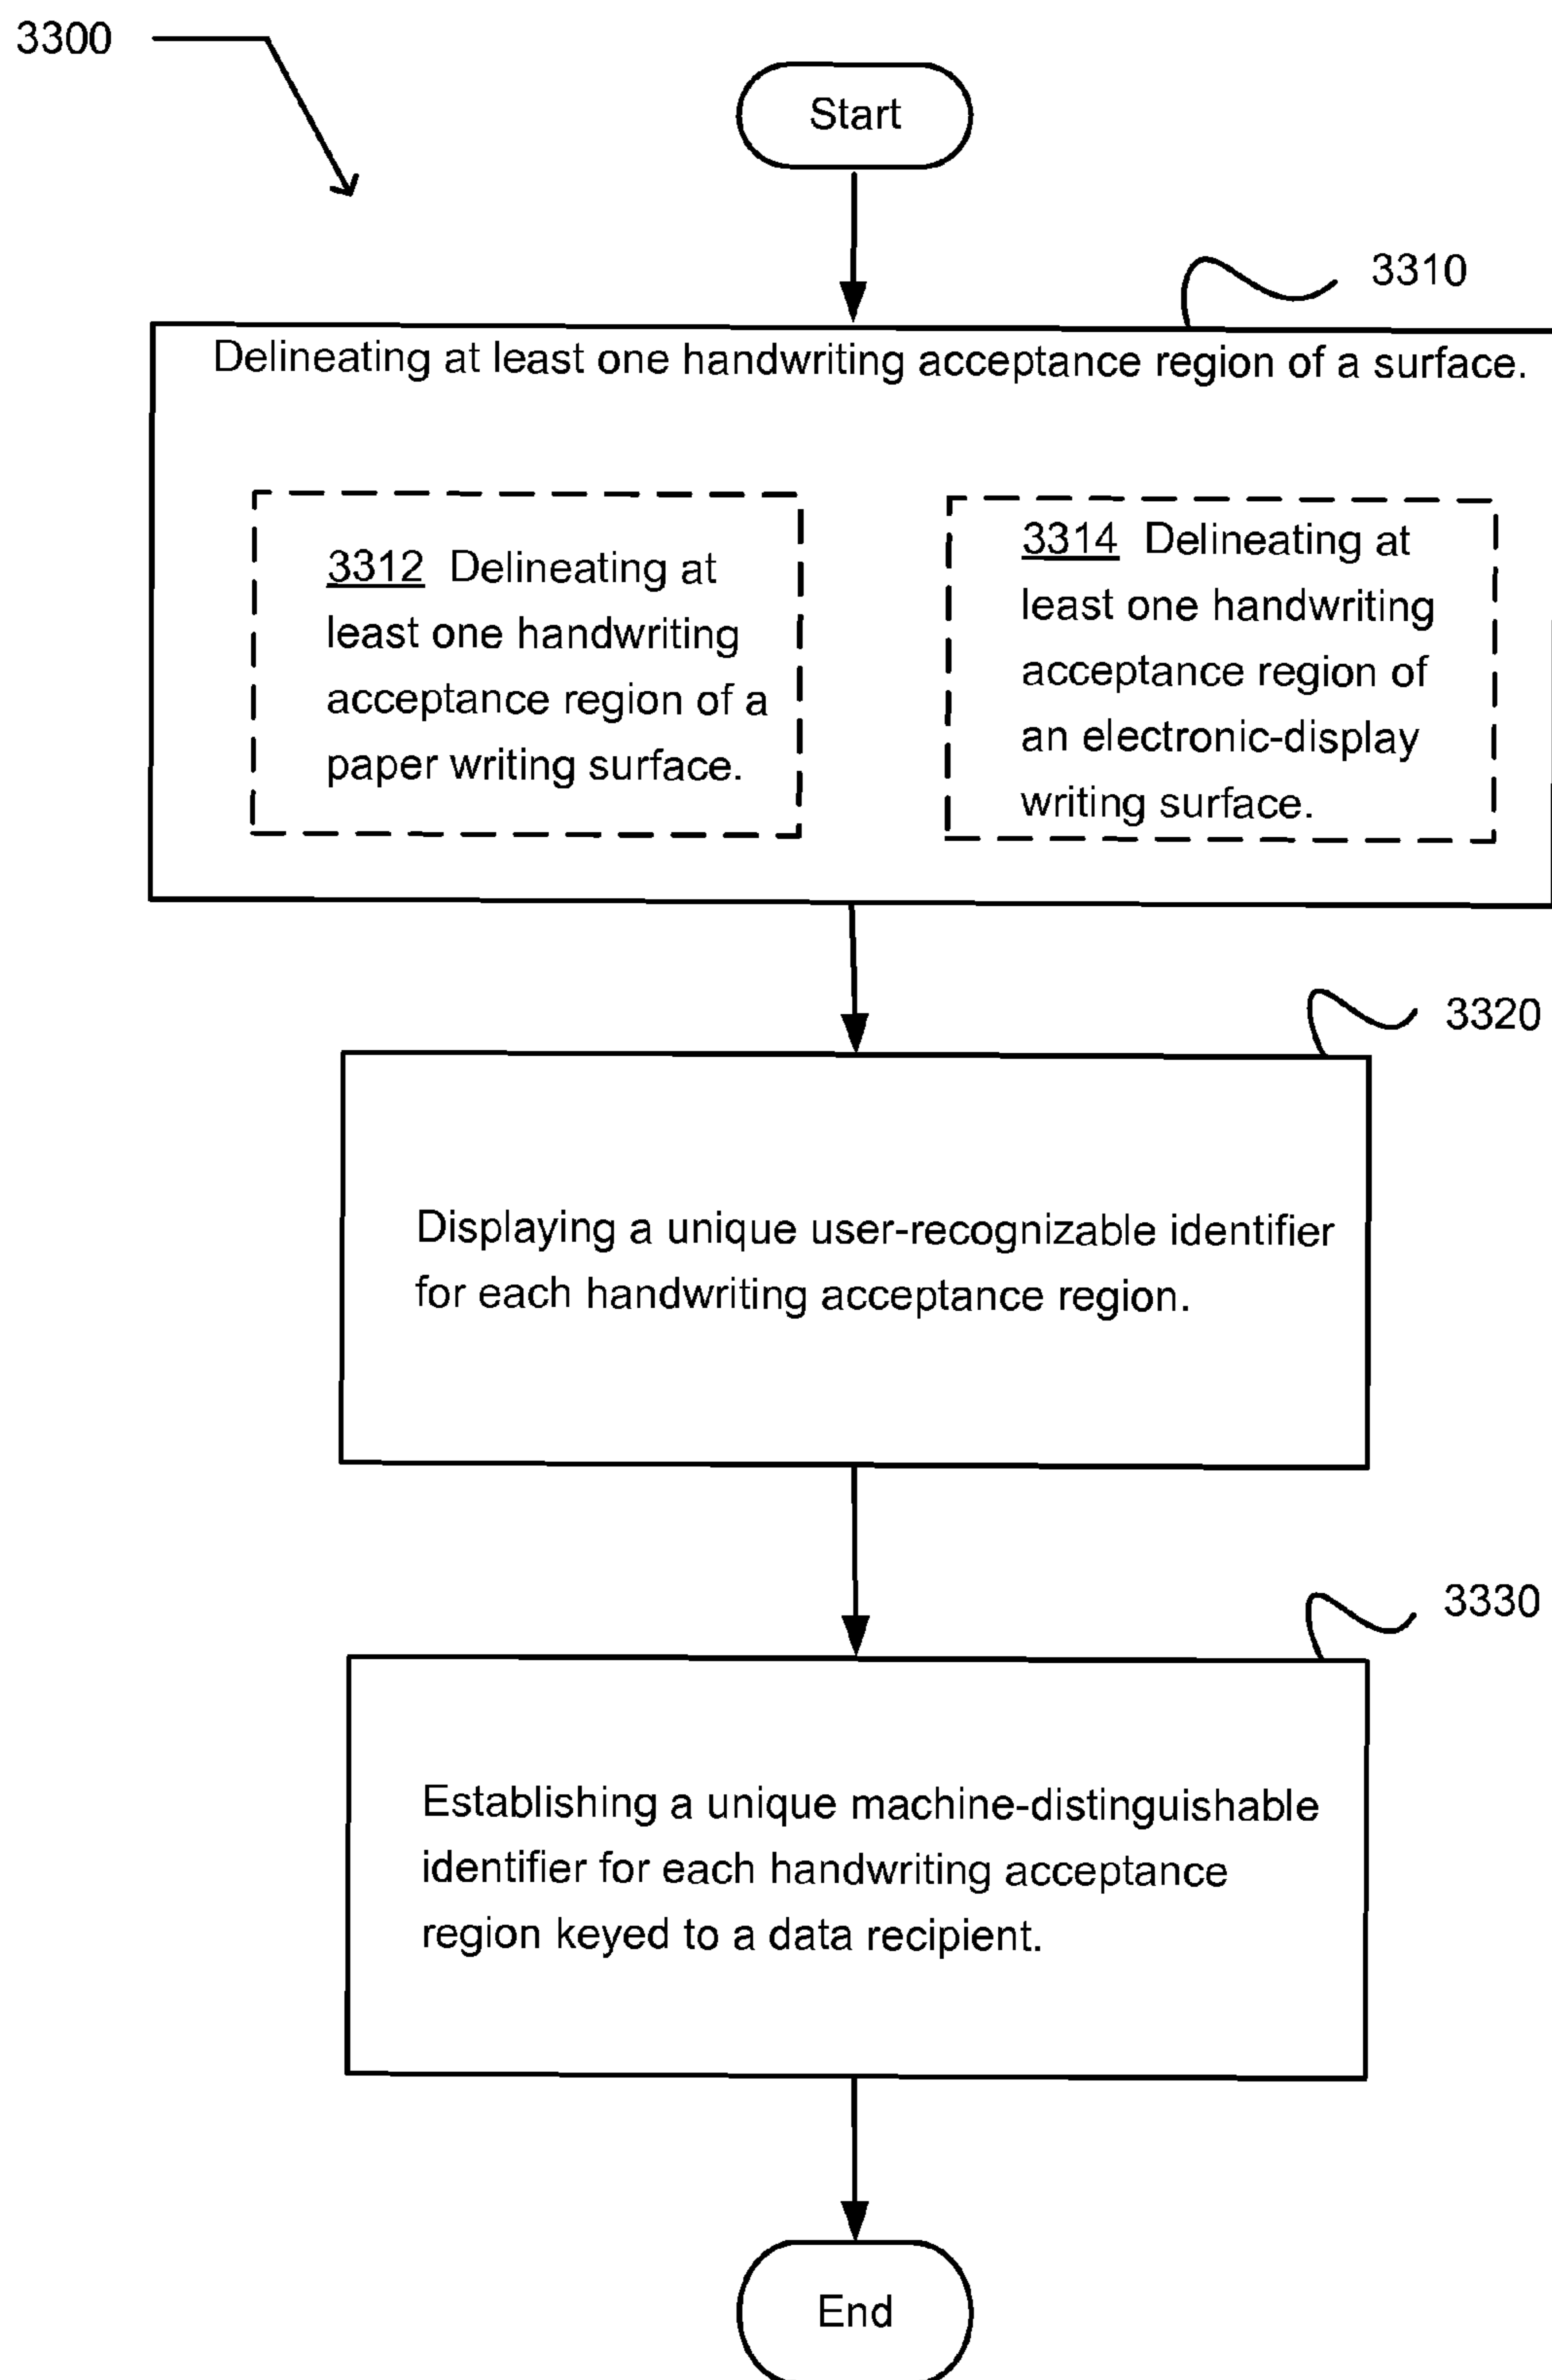 3300
Start
3310
Delineating at least one handwriting acceptance region of a surface.
3312 Delineating at
least one handwriting
acceptance region of a
paper writing surface.
3314 Delineating at
least one handwriting
acceptance region of
an electronic-display
writing surface.
3320
Displaying a unique user-recognizable identifier
for each handwriting acceptance region.
3330
Establishing a unique machine-distinguishable
identifier for each handwriting acceptance
region keyed to a data recipient.
End